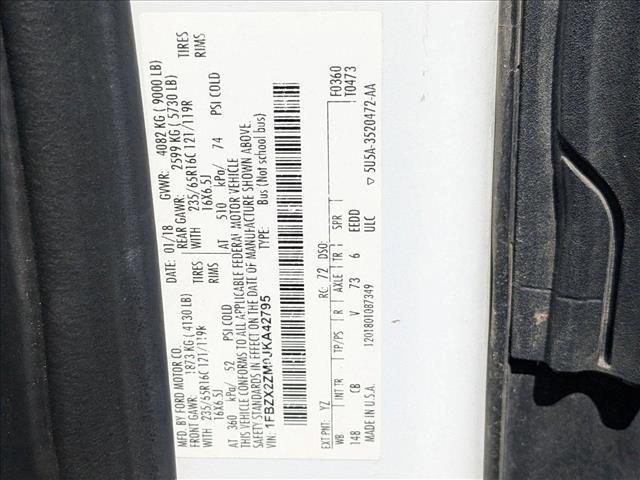 MFD. BY FORD MOTOR CO. DATE: 01/18 GVWR: 4082 KG ( 9000 LB)
FRONT GAWR: 1873 KG ( 4130 LB) REAR GAWR: 2599 KG ( 5730 LB)
WITH 235/65R16C 121/119R TIRES WITH 235/65R16C 121/119R TIRES
16X6.5J RIMS 16X6.5J RIMS
AT 360 kPa/ 52 PSI COLD AT 510 kPa/ 74 PSI COLD
THIS VEHICLE CONFORMS TO ALL APPLICABLE FEDERAL MOTOR VEHICLE
SAFETY STANDARDS IN EFFECT ON THE DATE OF MANUFACTURE SHOWN ABOVE.
TYPE: Bus (Not school bus)
EXT PNT: YZ RC: 72 DSO: F0360
WB INT TR TP/PS R AXLE TR SPR T0473
148 CB V 73 6 EEDD
MADE IN U.S.A. 1201801087349 ULC ▽ 5U5A-3520472-AA